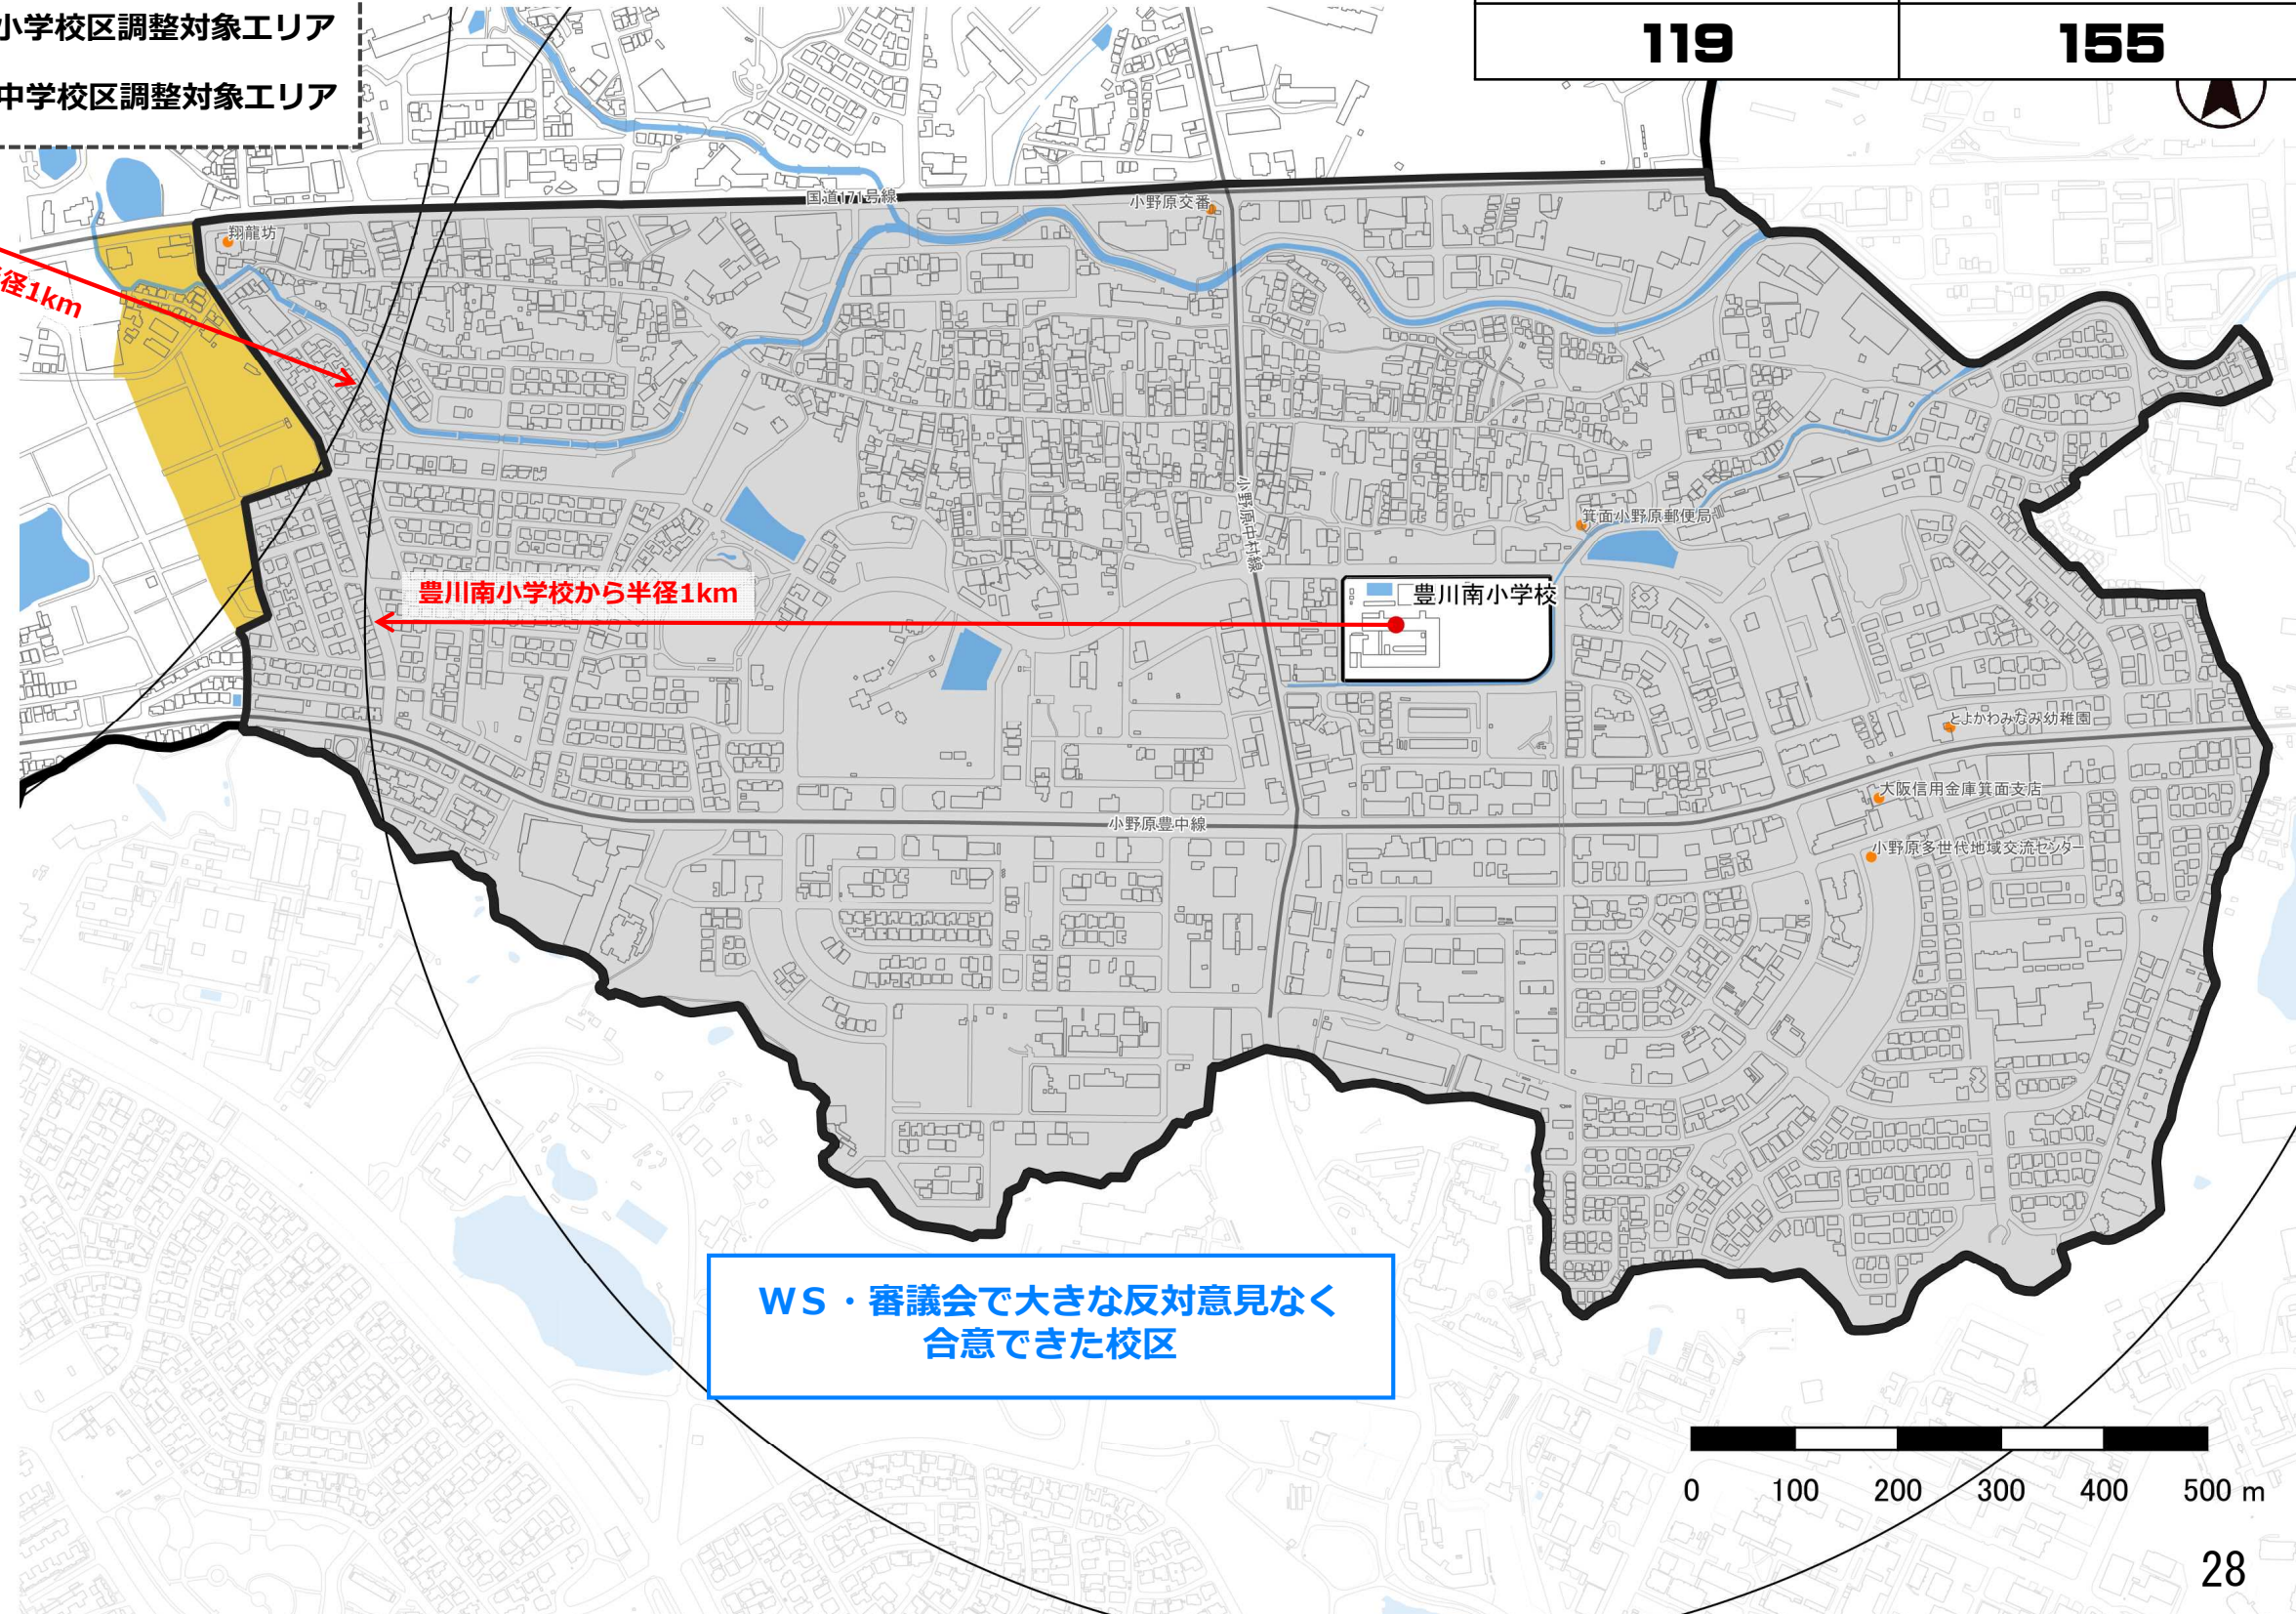 小学校区調整対象エリア
中学校区調整対象エリア
119
155
国道171号線
小野原交番
翔龍坊
径1km
小野原中村線
箕面小野原郵便局
豊川南小学校から半径1km
豊川南小学校
とよかわみなみ幼稚園
大阪信用金庫箕面支店
小野原豊中線
小野原多世代地域交流センター
WS・審議会で大きな反対意見なく
合意できた校区
0 100 200 300 400 500 m
28